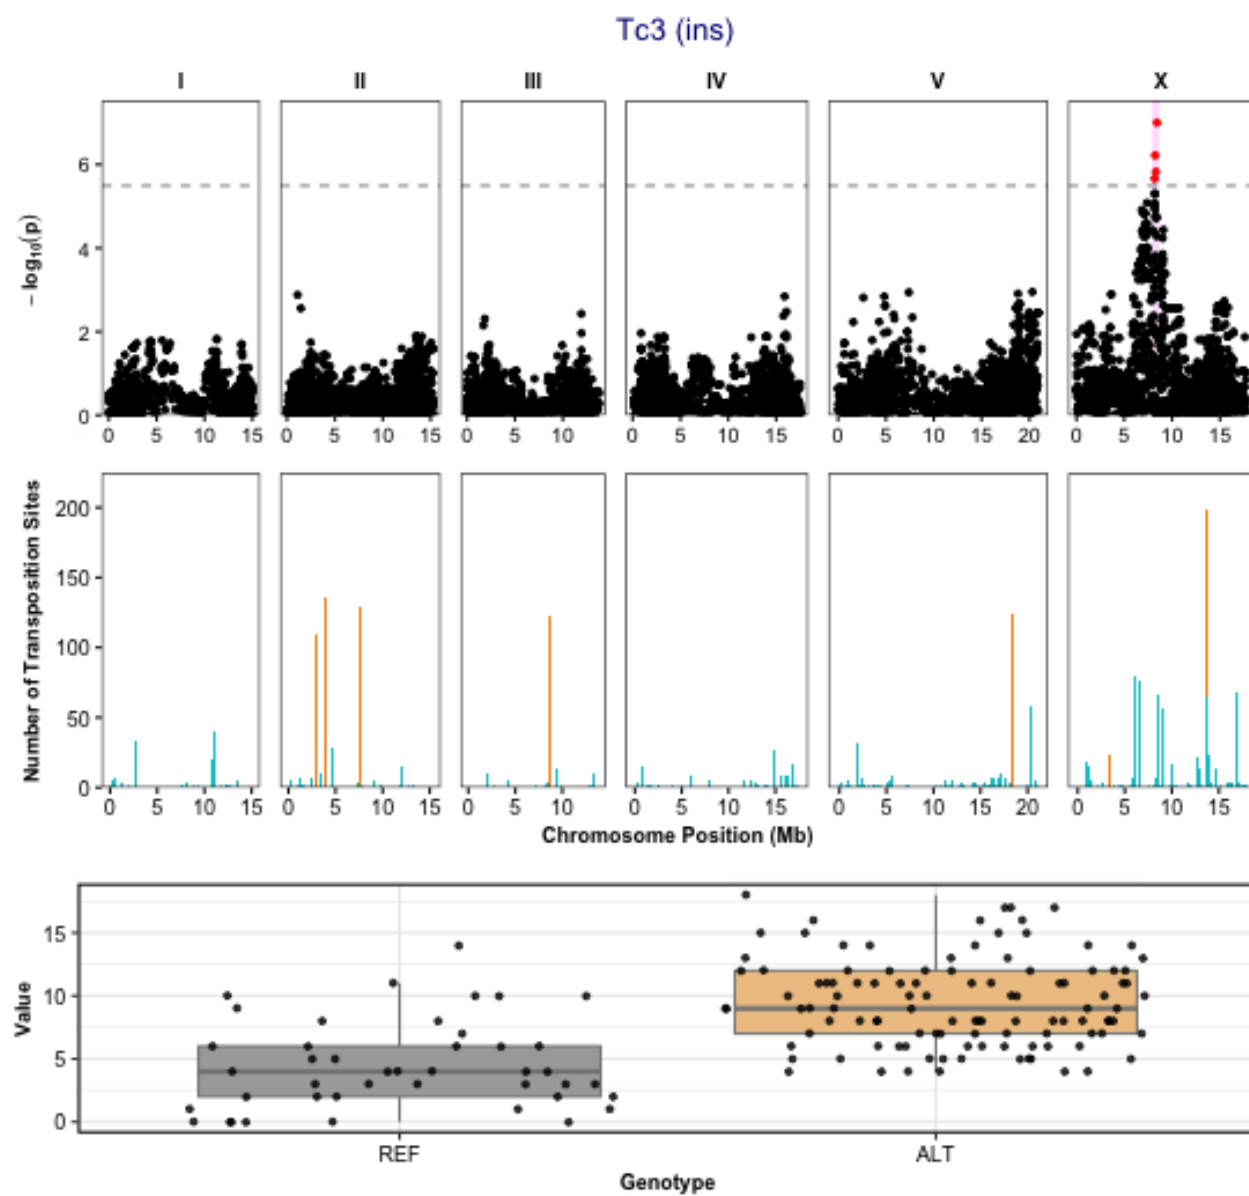 Tc3 (ins)
I II III IV V X
−log10(p)
6
4
2
0
0 5 10 15 0 5 10 15 0 5 10 0 5 10 15 0 5 10 15 20 0 5 10 15
Number of Transposition Sites
200
150
100
50
0
0 5 10 15 0 5 10 15 0 5 10 0 5 10 15 0 5 10 15 20 0 5 10 15
Chromosome Position (Mb)
Value
15
10
5
0
REF ALT
Genotype